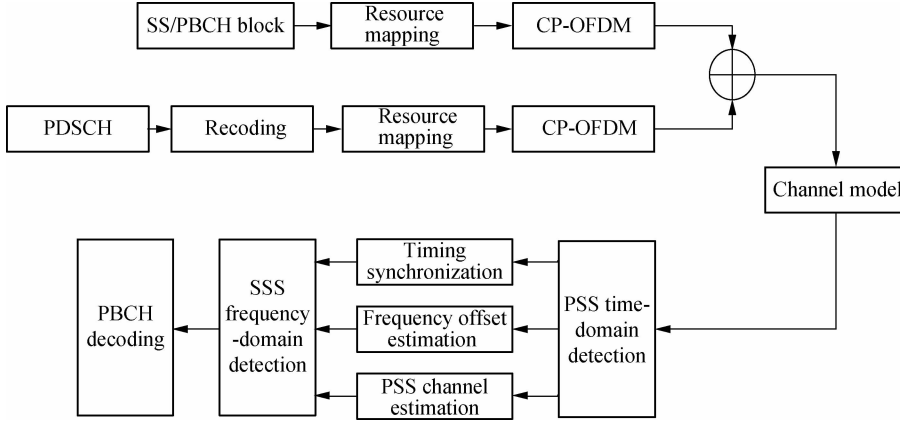 SS/PBCH block
Resource
mapping
CP-OFDM
PDSCH
Recoding
Resource
mapping
CP-OFDM
Channel model
PBCH
decoding
SSS
frequency
-domain
detection
Timing
synchronization
Frequency offset
estimation
PSS channel
estimation
PSS time-
domain
detection